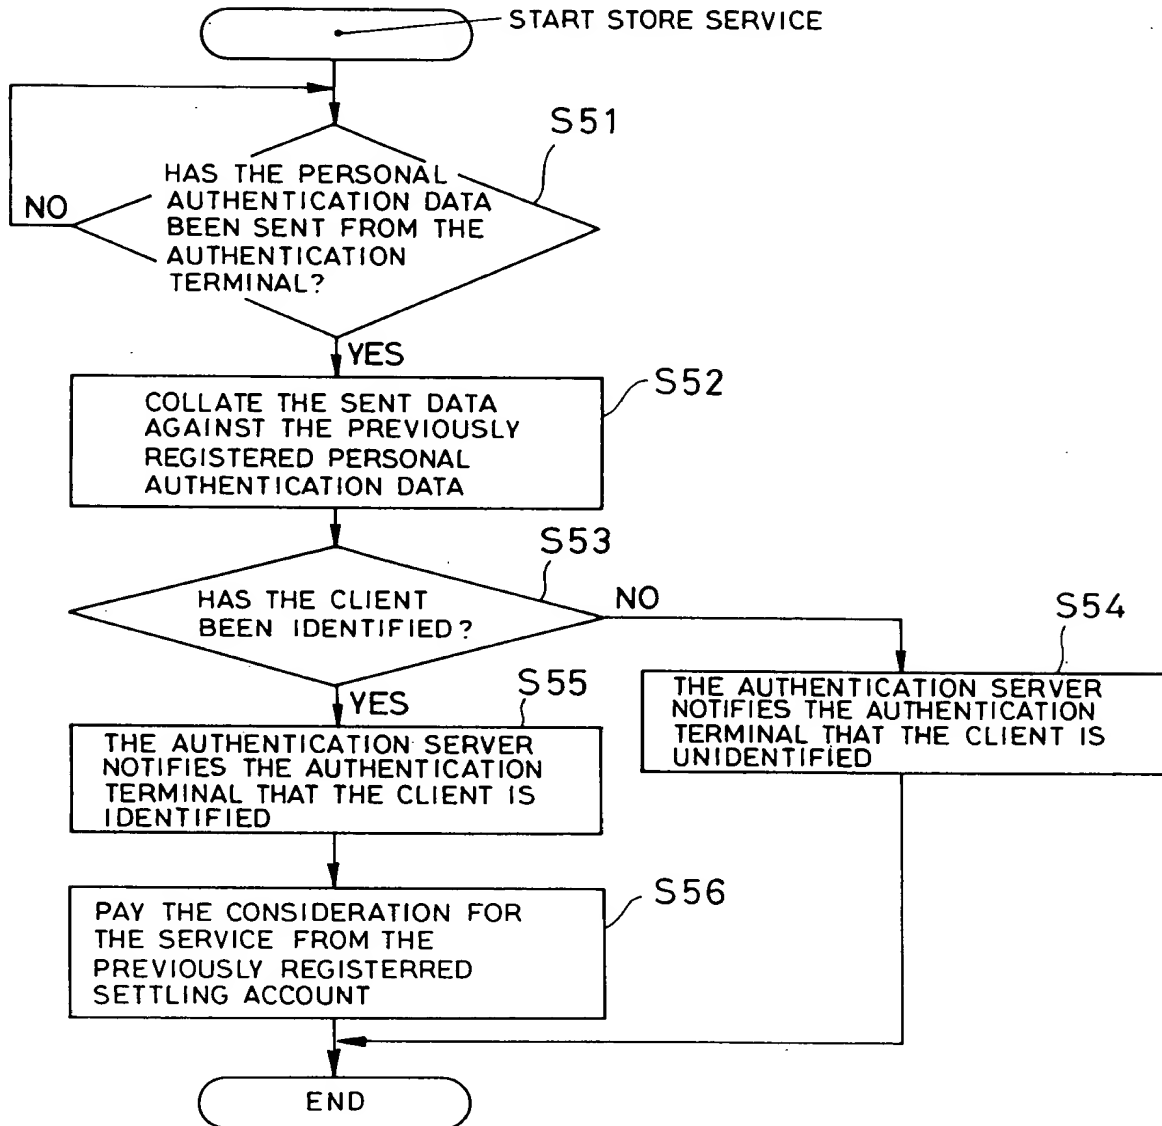 START STORE SERVICE
S51
HAS THE PERSONAL
AUTHENTICATION DATA
BEEN SENT FROM THE
AUTHENTICATION
TERMINAL?
NO
YES
S52
COLLATE THE SENT DATA
AGAINST THE PREVIOUSLY
REGISTERED PERSONAL
AUTHENTICATION DATA
S53
HAS THE CLIENT
BEEN IDENTIFIED?
NO
S54
THE AUTHENTICATION SERVER
NOTIFIES THE AUTHENTICATION
TERMINAL THAT THE CLIENT IS
UNIDENTIFIED
YES
S55
THE AUTHENTICATION SERVER
NOTIFIES THE AUTHENTICATION
TERMINAL THAT THE CLIENT IS
IDENTIFIED
S56
PAY THE CONSIDERATION FOR
THE SERVICE FROM THE
PREVIOUSLY REGISTERRED
SETTLING ACCOUNT
END